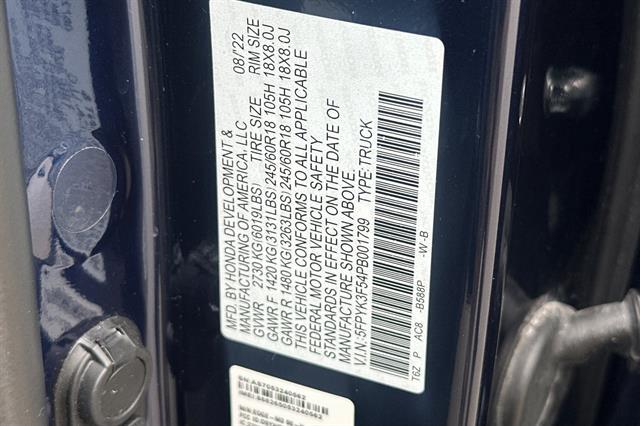 HONDA DEVELOPMENT &
MANUFACTURING OF AMERICA, LLC 08/22
GVWR 2730 KG(6019LBS) TIRE SIZE RIM SIZE
GAWR F 1420 KG(3131LBS) 245/60R18 105H 18X8.0J
GAWR R 1480 KG(3263LBS) 245/60R18 105H 18X8.0J
THIS VEHICLE CONFORMS TO ALL APPLICABLE
FEDERAL MOTOR VEHICLE SAFETY
STANDARDS IN EFFECT ON THE DATE OF
MANUFACTURE SHOWN ABOVE.
V.I.N: 5FPYK3F54PB001799 TYPE:TRUCK
T6Z P AC8 -B588P -W -B